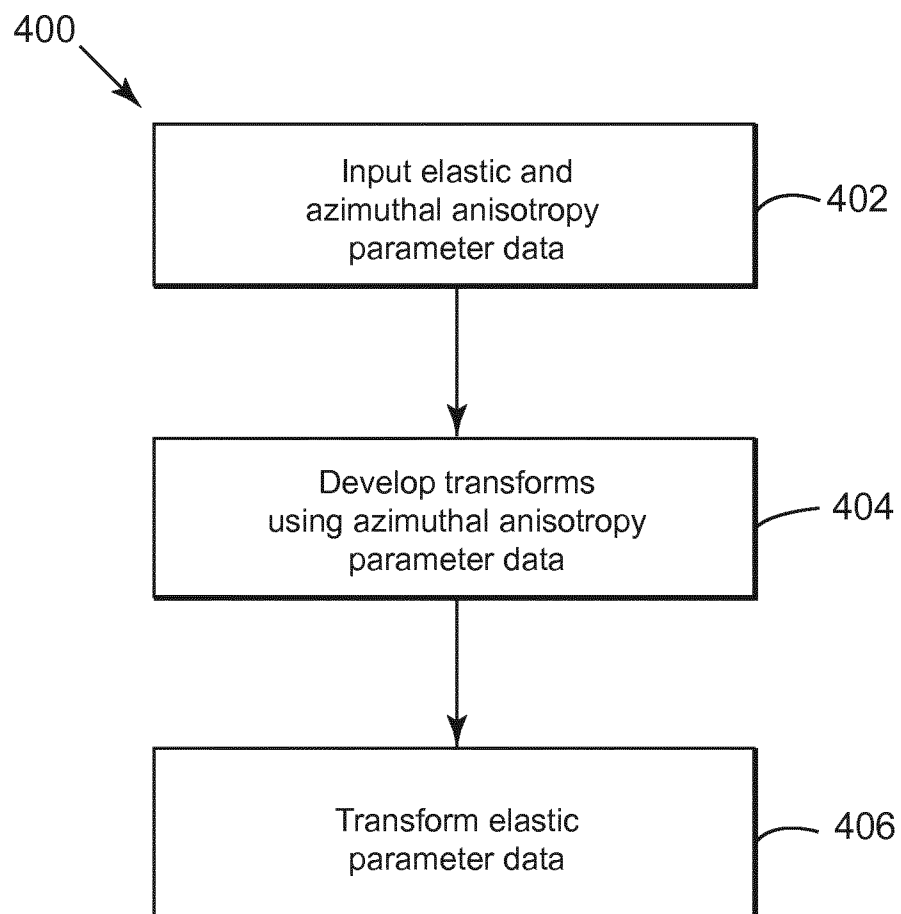 400
Input elastic and
azimuthal anisotropy
parameter data
402
Develop transforms
using azimuthal anisotropy
parameter data
404
Transform elastic
parameter data
406